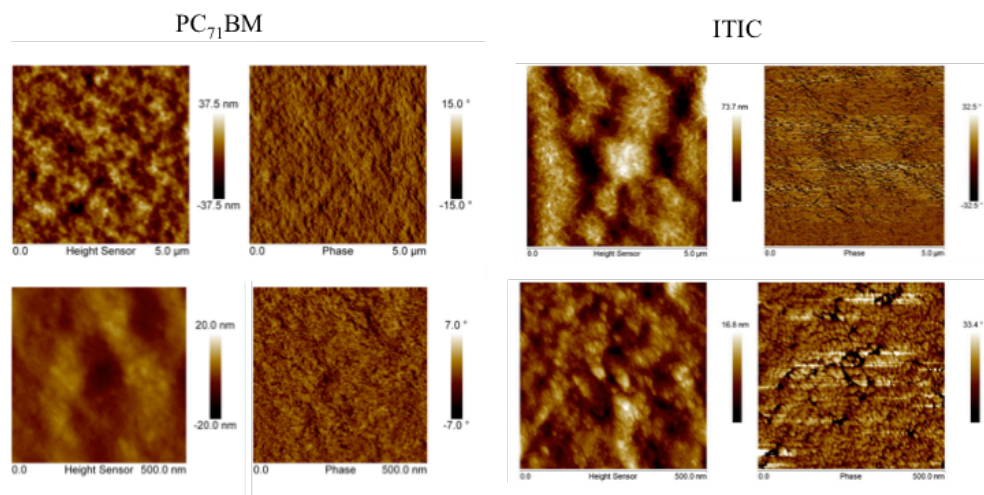 PC71BM
ITIC
37.5 nm
-37.5 nm
0.0 Height Sensor 5.0 µm
15.0 °
-15.0 °
0.0 Phase 5.0 µm
73.7 nm
0.0 Height Sensor 5.0 µm
32.5 °
-32.5 °
0.0 Phase 5.0 µm
20.0 nm
-20.0 nm
0.0 Height Sensor 500.0 nm
7.0 °
-7.0 °
0.0 Phase 500.0 nm
16.8 nm
0.0 Height Sensor 500.0 nm
33.4 °
0.0 Phase 500.0 nm